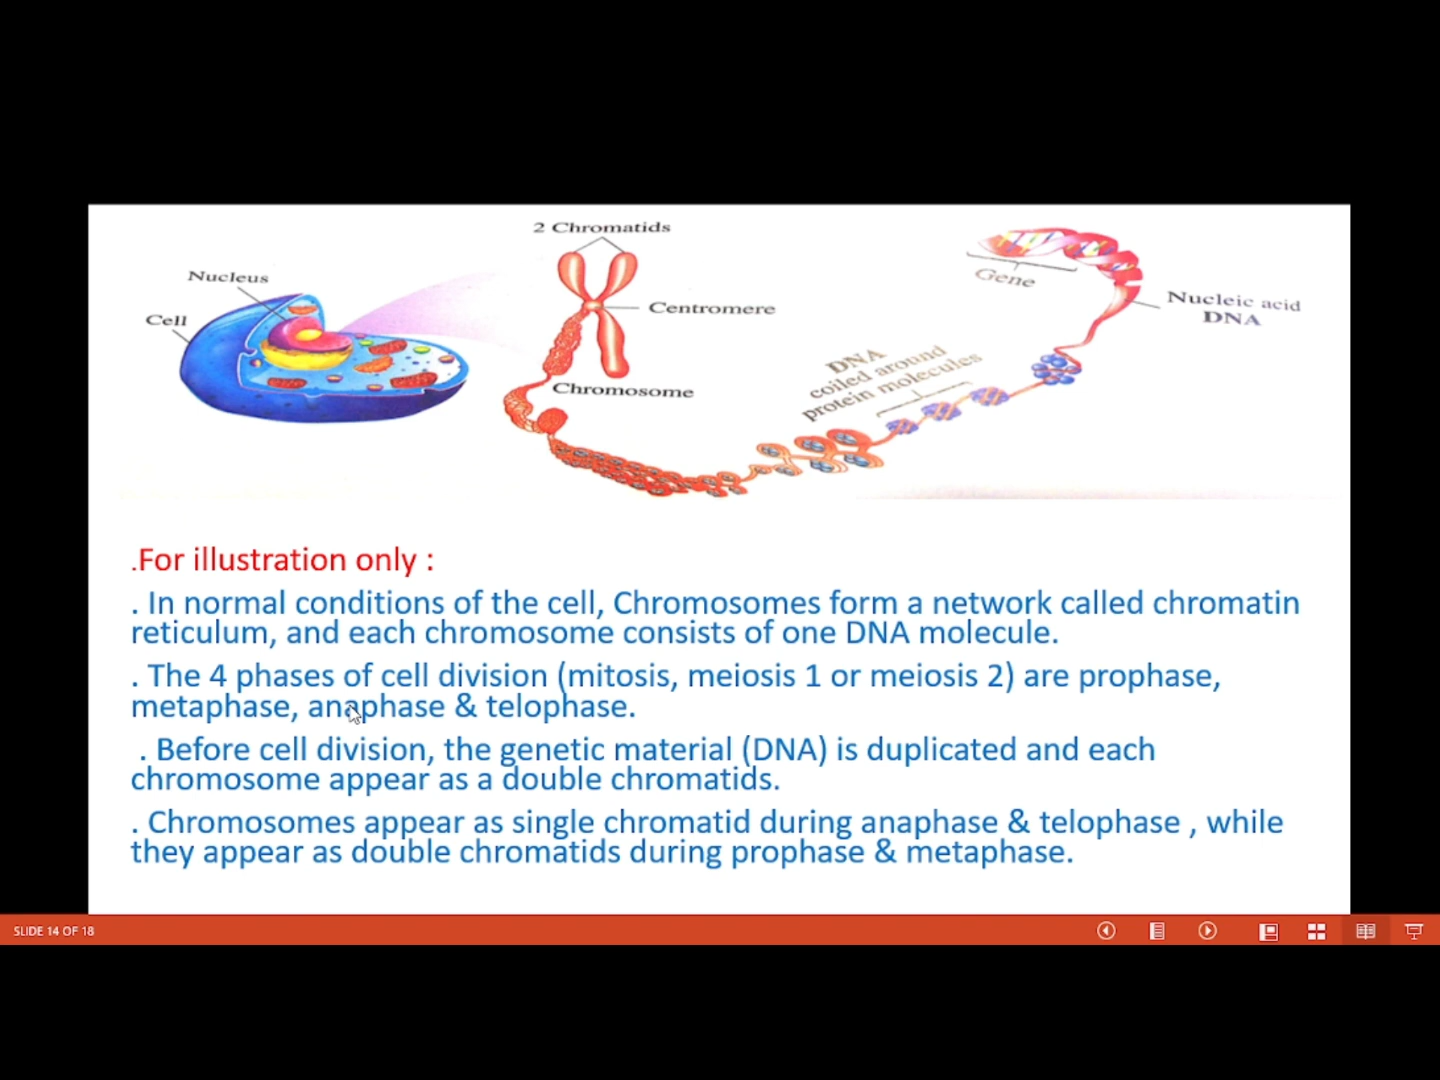 2 Chromatids
Nucleus
Cell
Centromere
Chromosome
Gene
Nucleic acid
DNA
DNA
coiled around
protein molecules
.For illustration only :
. In normal conditions of the cell, Chromosomes form a network called chromatin
reticulum, and each chromosome consists of one DNA molecule.
. The 4 phases of cell division (mitosis, meiosis 1 or meiosis 2) are prophase,
metaphase, anaphase & telophase.
. Before cell division, the genetic material (DNA) is duplicated and each
chromosome appear as a double chromatids.
. Chromosomes appear as single chromatid during anaphase & telophase , while
they appear as double chromatids during prophase & metaphase.
SLIDE 14 OF 18